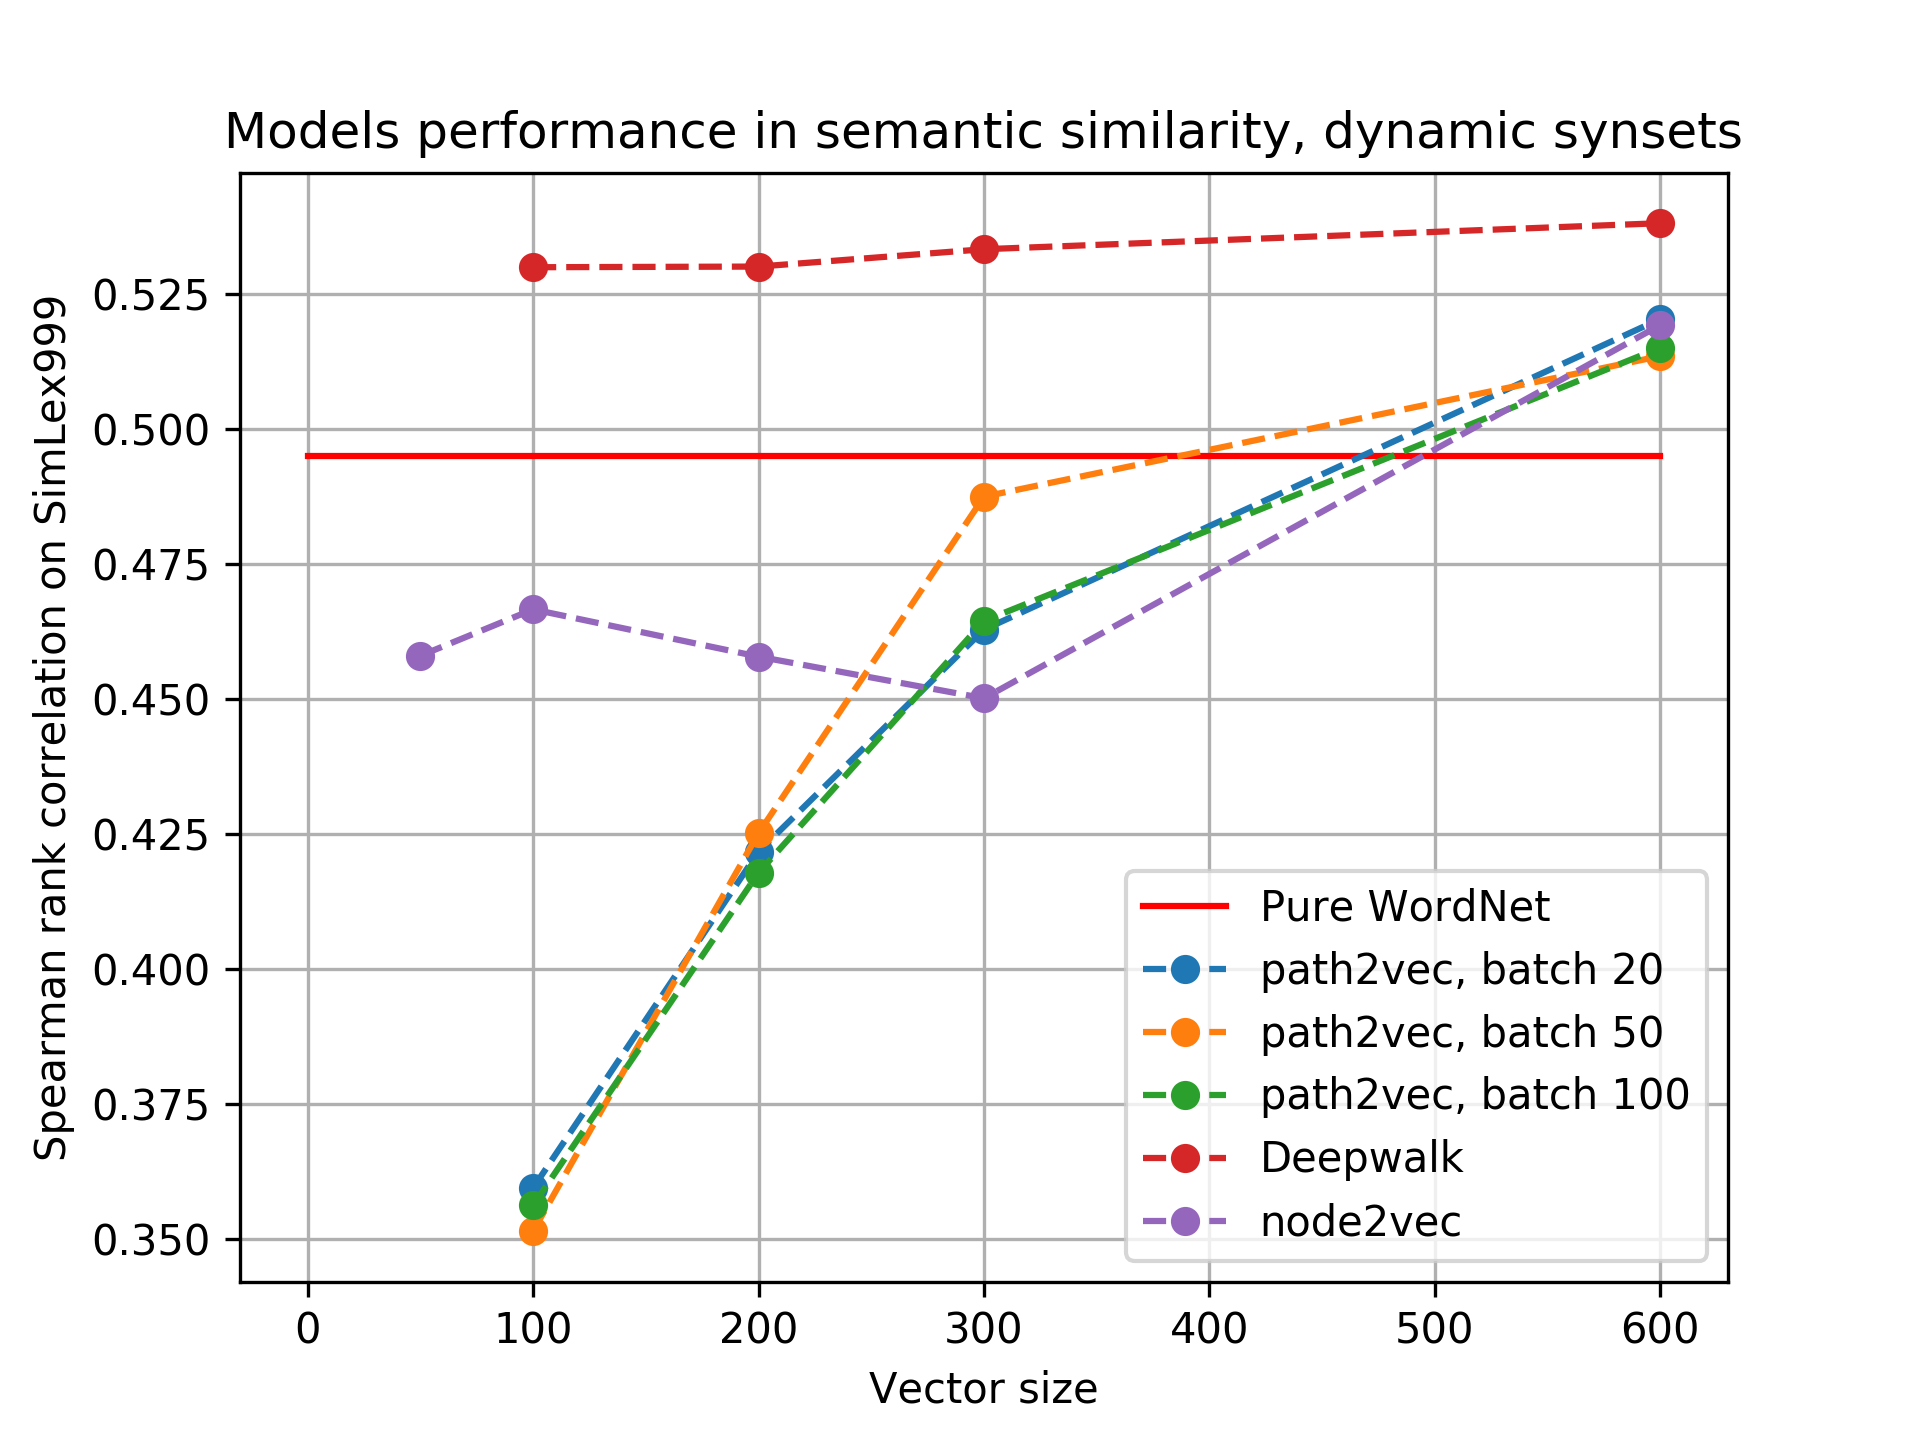 Models performance in semantic similarity, dynamic synsets
Spearman rank correlation on SimLex999
0.525
0.500
0.475
0.450
0.425
0.400
0.375
0.350
Pure WordNet
path2vec, batch 20
path2vec, batch 50
path2vec, batch 100
Deepwalk
node2vec
0 100 200 300 400 500 600
Vector size